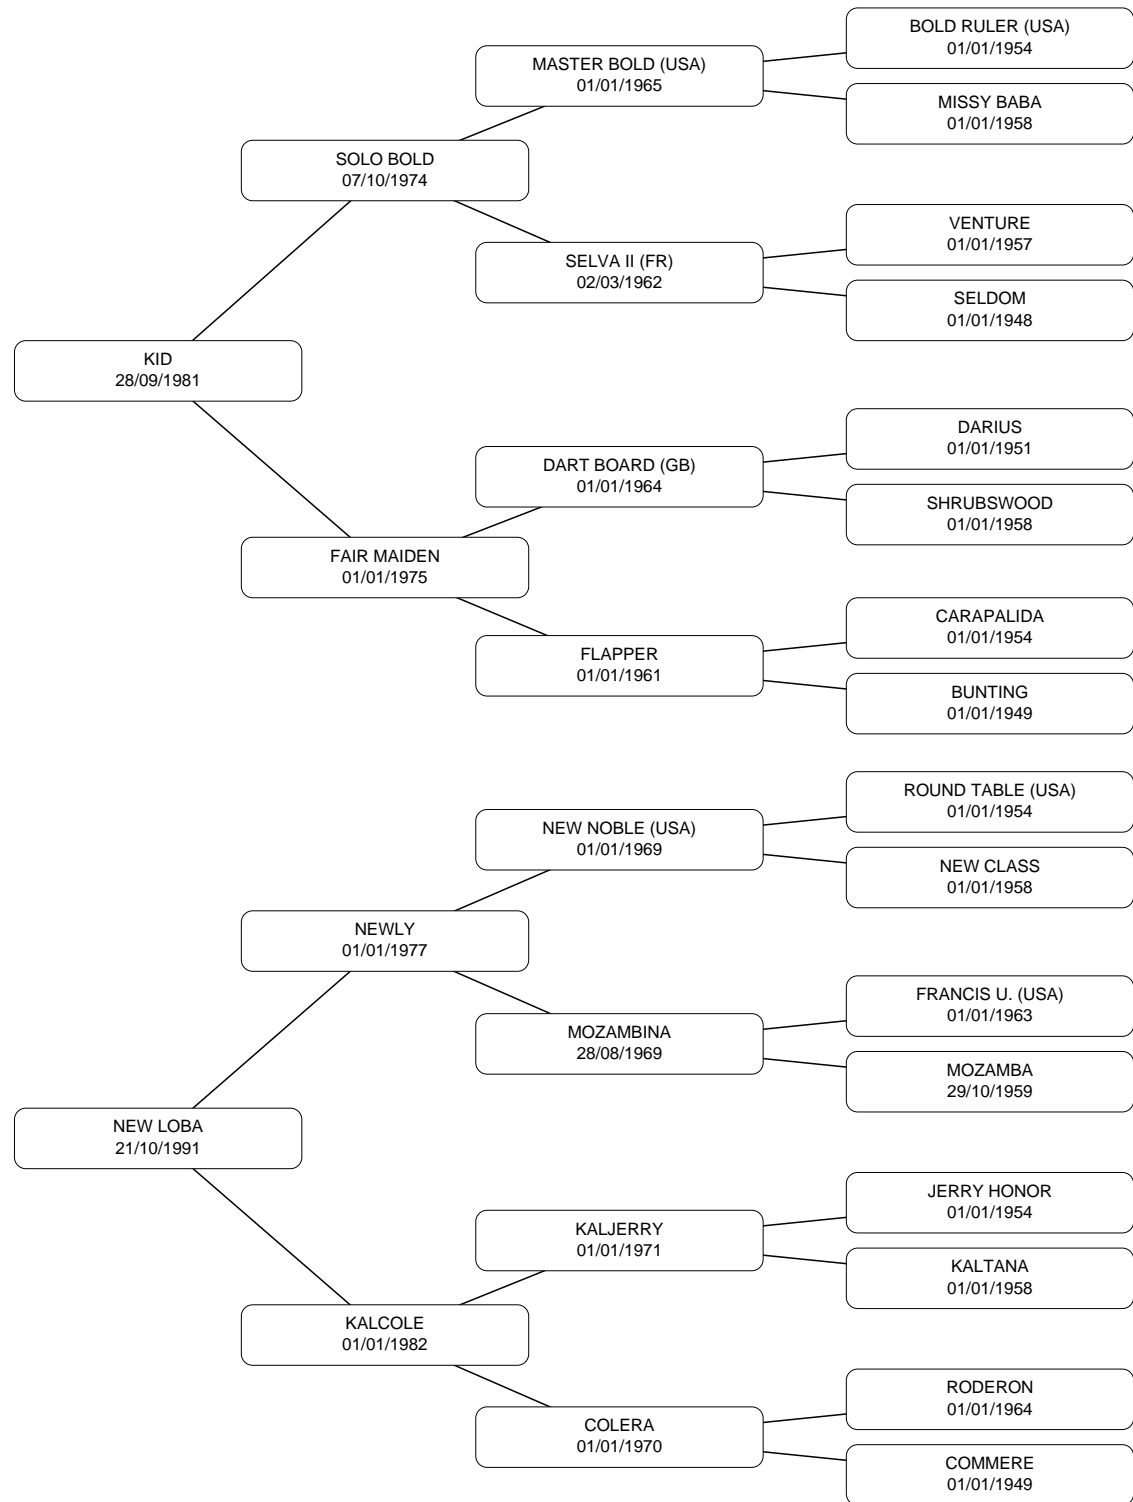 BOLD RULER (USA)
01/01/1954
MASTER BOLD (USA)
01/01/1965
MISSY BABA
01/01/1958
SOLO BOLD
07/10/1974
VENTURE
01/01/1957
SELVA II (FR)
02/03/1962
SELDOM
01/01/1948
KID
28/09/1981
DARIUS
01/01/1951
DART BOARD (GB)
01/01/1964
SHRUBSWOOD
01/01/1958
FAIR MAIDEN
01/01/1975
CARAPALIDA
01/01/1954
FLAPPER
01/01/1961
BUNTING
01/01/1949
ROUND TABLE (USA)
01/01/1954
NEW NOBLE (USA)
01/01/1969
NEW CLASS
01/01/1958
NEWLY
01/01/1977
FRANCIS U. (USA)
01/01/1963
MOZAMBINA
28/08/1969
MOZAMBA
29/10/1959
NEW LOBA
21/10/1991
JERRY HONOR
01/01/1954
KALJERRY
01/01/1971
KALTANA
01/01/1958
KALCOLE
01/01/1982
RODERON
01/01/1964
COLERA
01/01/1970
COMMERE
01/01/1949